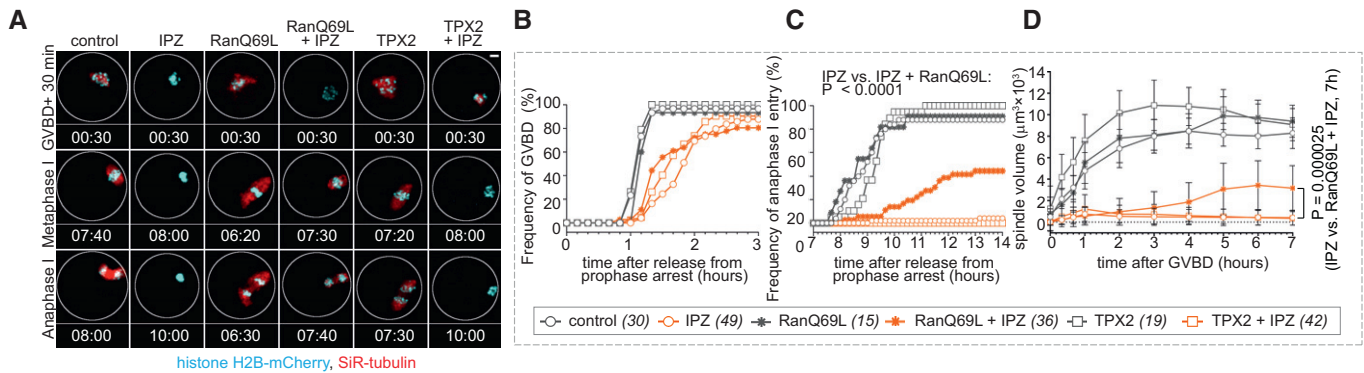 A
control IPZ RanQ69L RanQ69L + IPZ TPX2 TPX2 + IPZ
GVBD+ 30 min
00:30 00:30 00:30 00:30 00:30 00:30
Metaphase I
07:40 08:00 06:20 07:30 07:20 08:00
Anaphase I
08:00 10:00 06:30 07:40 07:30 10:00
histone H2B-mCherry, SiR-tubulin
B
Frequency of GVBD (%)
100
80
60
40
20
0
0 1 2 3
time after release from
prophase arrest (hours)
C
IPZ vs. IPZ + RanQ69L:
P < 0.0001
Frequency of anaphase I entry (%)
100
80
60
40
20
0
7 8 9 10 11 12 13 14
time after release from
prophase arrest (hours)
D
spindle volume (μm³×10³)
14
12
10
8
6
4
2
0
0 1 2 3 4 5 6 7
time after GVBD (hours)
P = 0.000025
(IPZ vs. RanQ69L + IPZ, 7h)
control (30) IPZ (49) RanQ69L (15) RanQ69L + IPZ (36) TPX2 (19) TPX2 + IPZ (42)